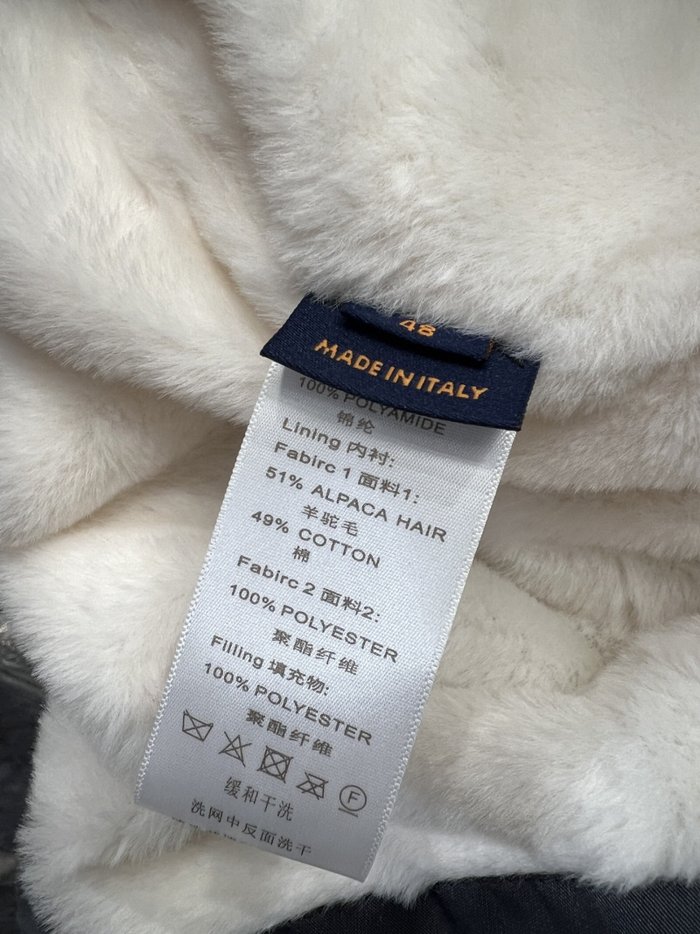 48
MADE IN ITALY
100% POLYAMIDE
锦纶
Lining 内衬:
Fabirc 1 面料1:
51% ALPACA HAIR
羊驼毛
49% COTTON
棉
Fabirc 2 面料2:
100% POLYESTER
聚酯纤维
Filling 填充物:
100% POLYESTER
聚酯纤维
F
缓和干洗
洗网中反面洗干